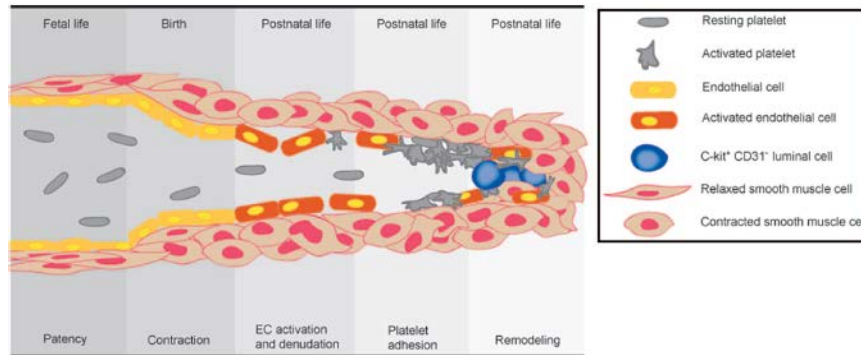 Fetal life
Birth
Postnatal life
Postnatal life
Postnatal life
Patency
Contraction
EC activation
and denudation
Platelet
adhesion
Remodeling
Resting platelet
Activated platelet
Endothelial cell
Activated endothelial cell
C-kit⁺ CD31⁻ luminal cell
Relaxed smooth muscle cell
Contracted smooth muscle ce